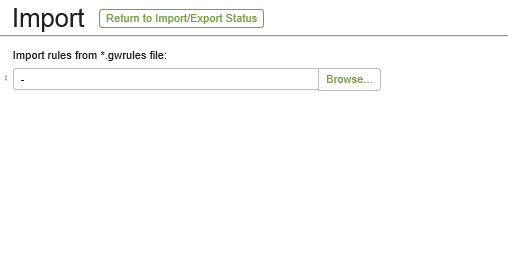 Import
Return to Import/Export Status
Import rules from *.gwrules file:
-
Browse...